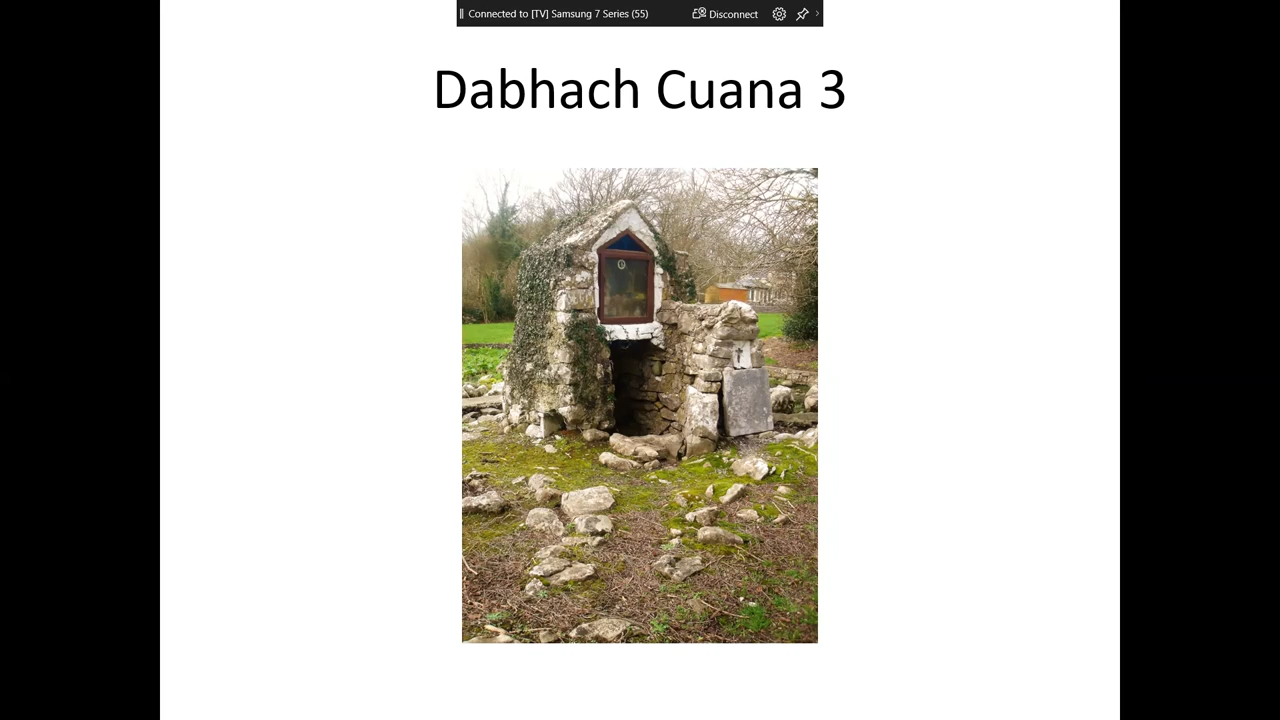 Connected to [TV] Samsung 7 Series (55) Disconnect
Dabhach Cuana 3